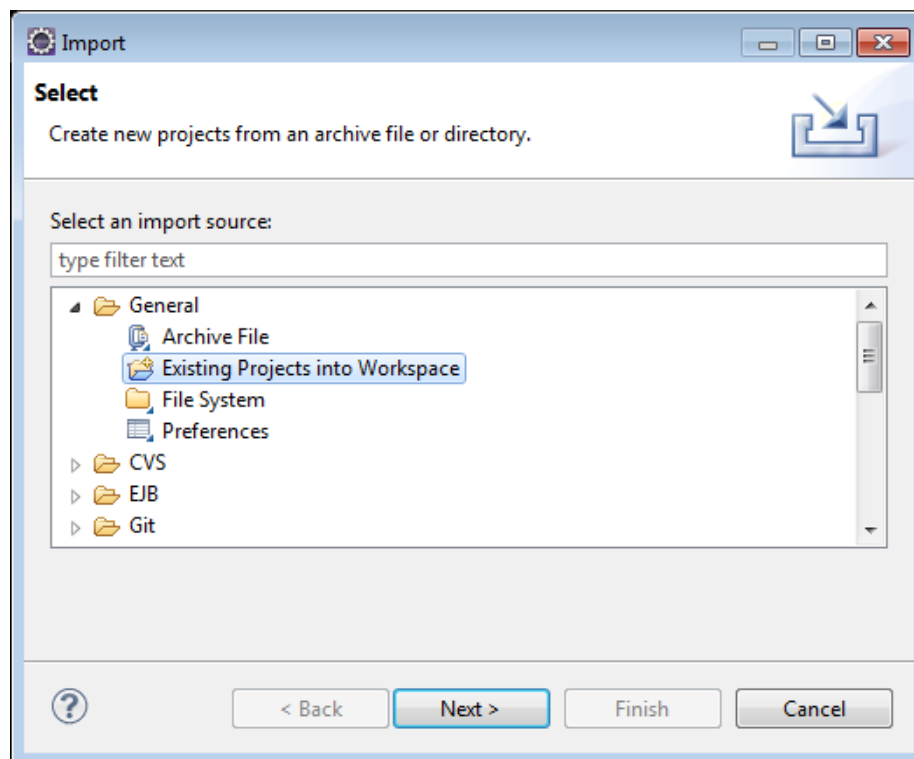 Import
Select
Create new projects from an archive file or directory.
Select an import source:
type filter text
General
Archive File
Existing Projects into Workspace
File System
Preferences
CVS
EJB
Git
?
< Back
Next >
Finish
Cancel